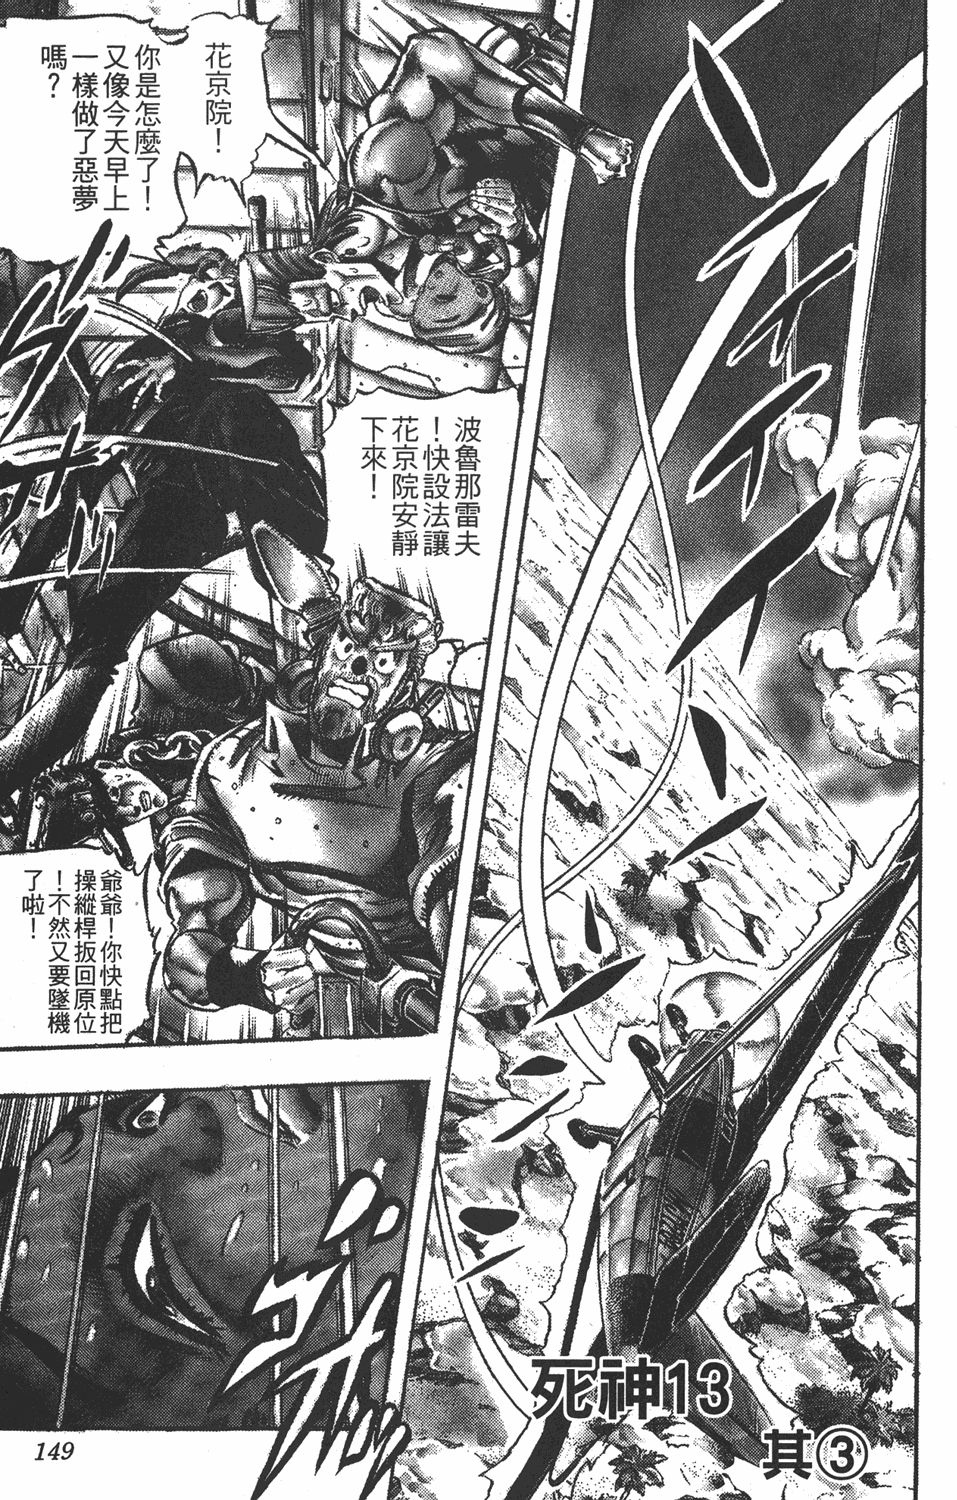 死神13
其③
花京院！
你是怎麼了！
又像今天早上
一樣做了惡夢
嗎？
波魯那雷夫
！快設法讓
花京院安靜
下來！
爺爺！你快點把
操縱桿扳回原位
！不然又要墜機
了啦！
149